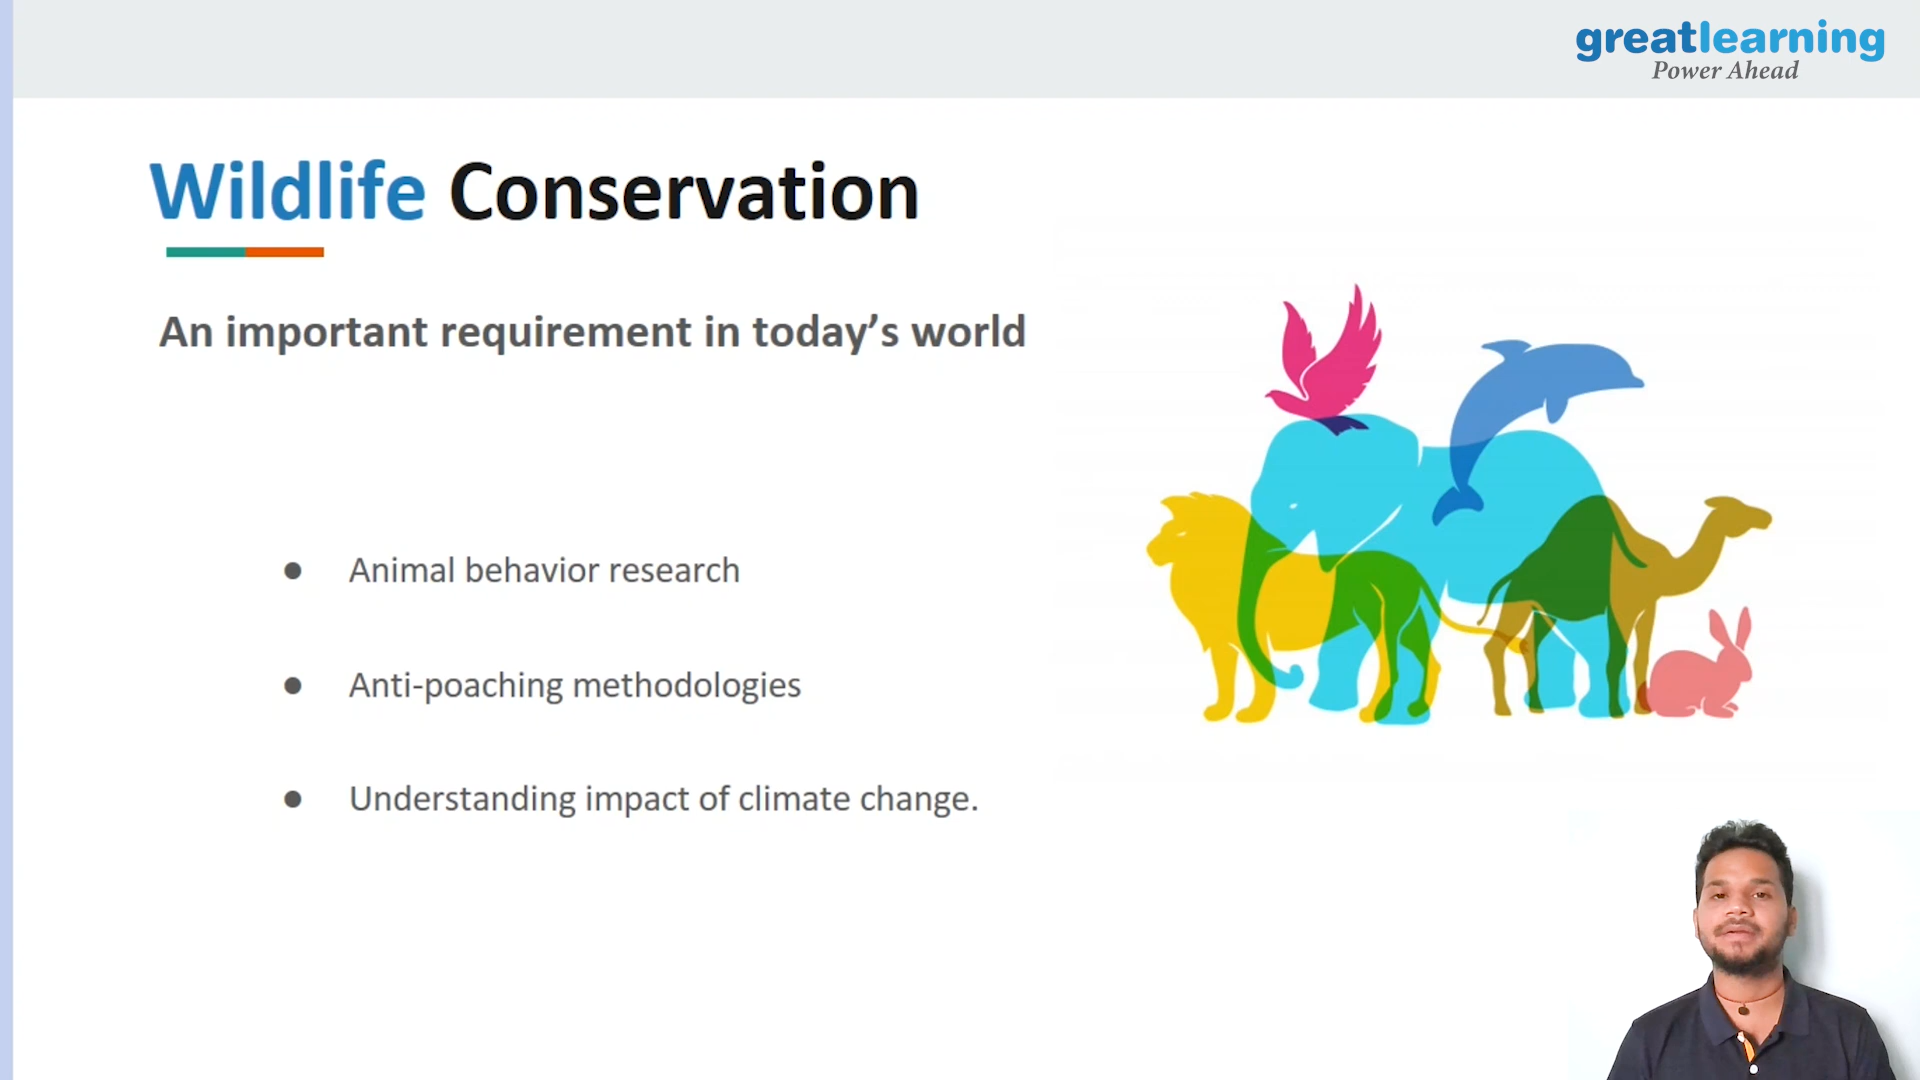 greatlearning
Power Ahead
Wildlife Conservation
An important requirement in today’s world
● Animal behavior research
● Anti-poaching methodologies
● Understanding impact of climate change.